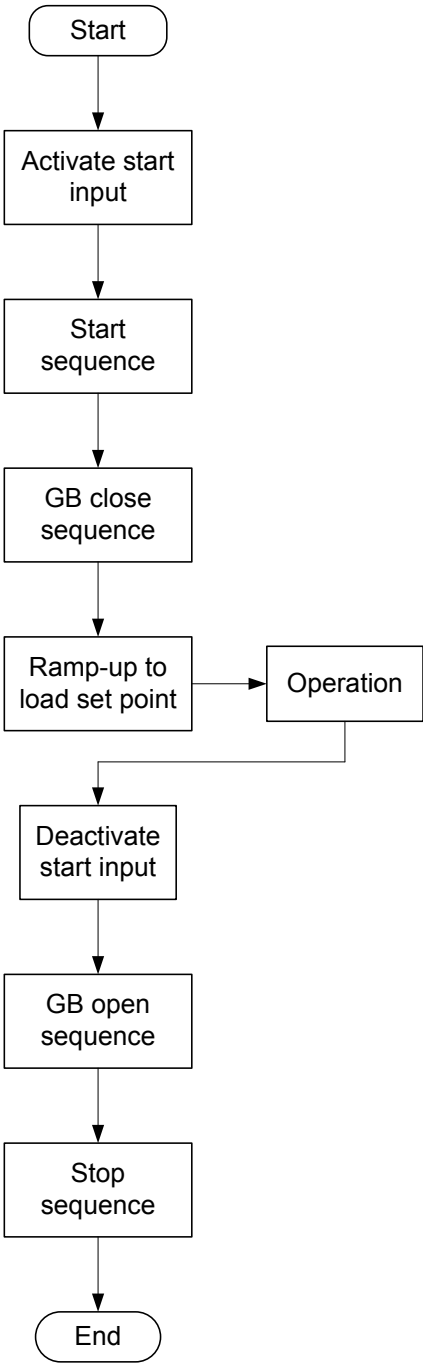 Start
Activate start
input
Start
sequence
GB close
sequence
Ramp-up to
load set point
Operation
Deactivate
start input
GB open
sequence
Stop
sequence
End